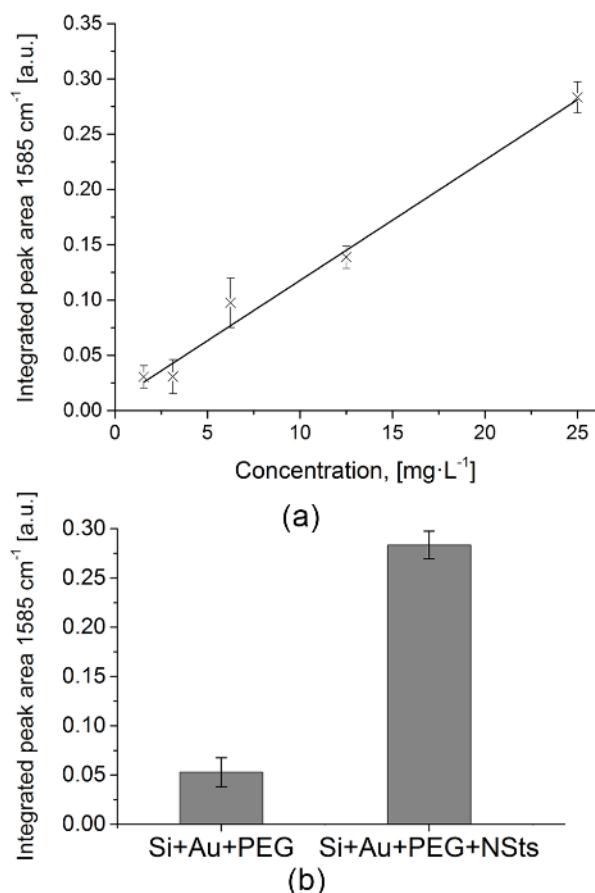 Integrated peak area 1585 cm⁻¹ [a.u.]
0.35
0.30
0.25
0.20
0.15
0.10
0.05
0.00
0 5 10 15 20 25
Concentration, [mg·L⁻¹]
(a)
Integrated peak area 1585 cm⁻¹ [a.u.]
0.30
0.25
0.20
0.15
0.10
0.05
0.00
Si+Au+PEG Si+Au+PEG+NSts
(b)